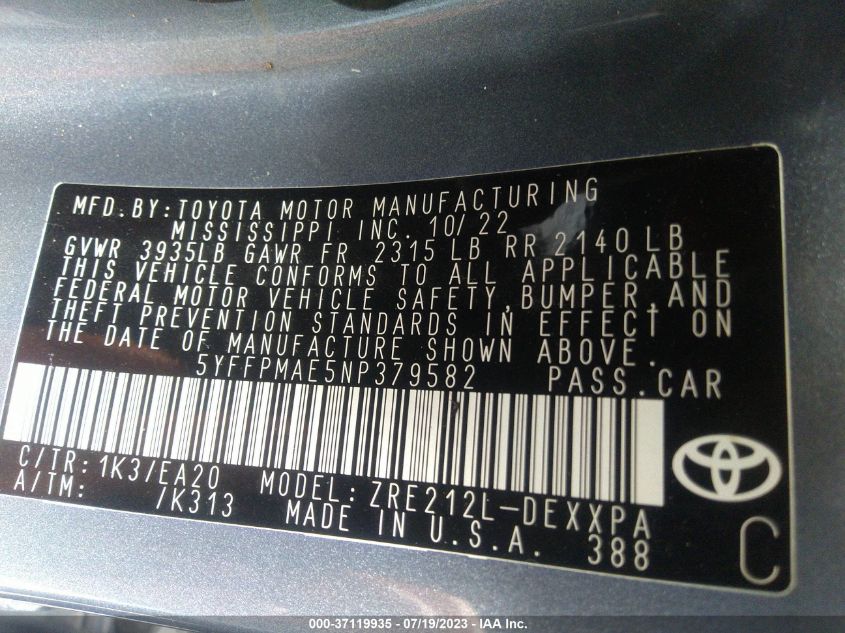 MFD.BY:TOYOTA MOTOR MANUFACTURING
MISSISSIPPI INC. 10/22
GVWR 3935LB GAWR FR 2315 LB RR 2140 LB
THIS VEHICLE CONFORMS TO ALL APPLICABLE
FEDERAL MOTOR VEHICLE SAFETY,BUMPER,AND
THEFT PREVENTION STANDARDS IN EFFECT ON
THE DATE OF MANUFACTURE SHOWN ABOVE.
5YFFPMAE5NP379582 PASS.CAR
C/TR: 1K3/EA20 MODEL: ZRE212L-DEXXPA
A/TM: /K313 MADE IN U.S.A. 388
C
000-37119935 - 07/19/2023 - IAA Inc.